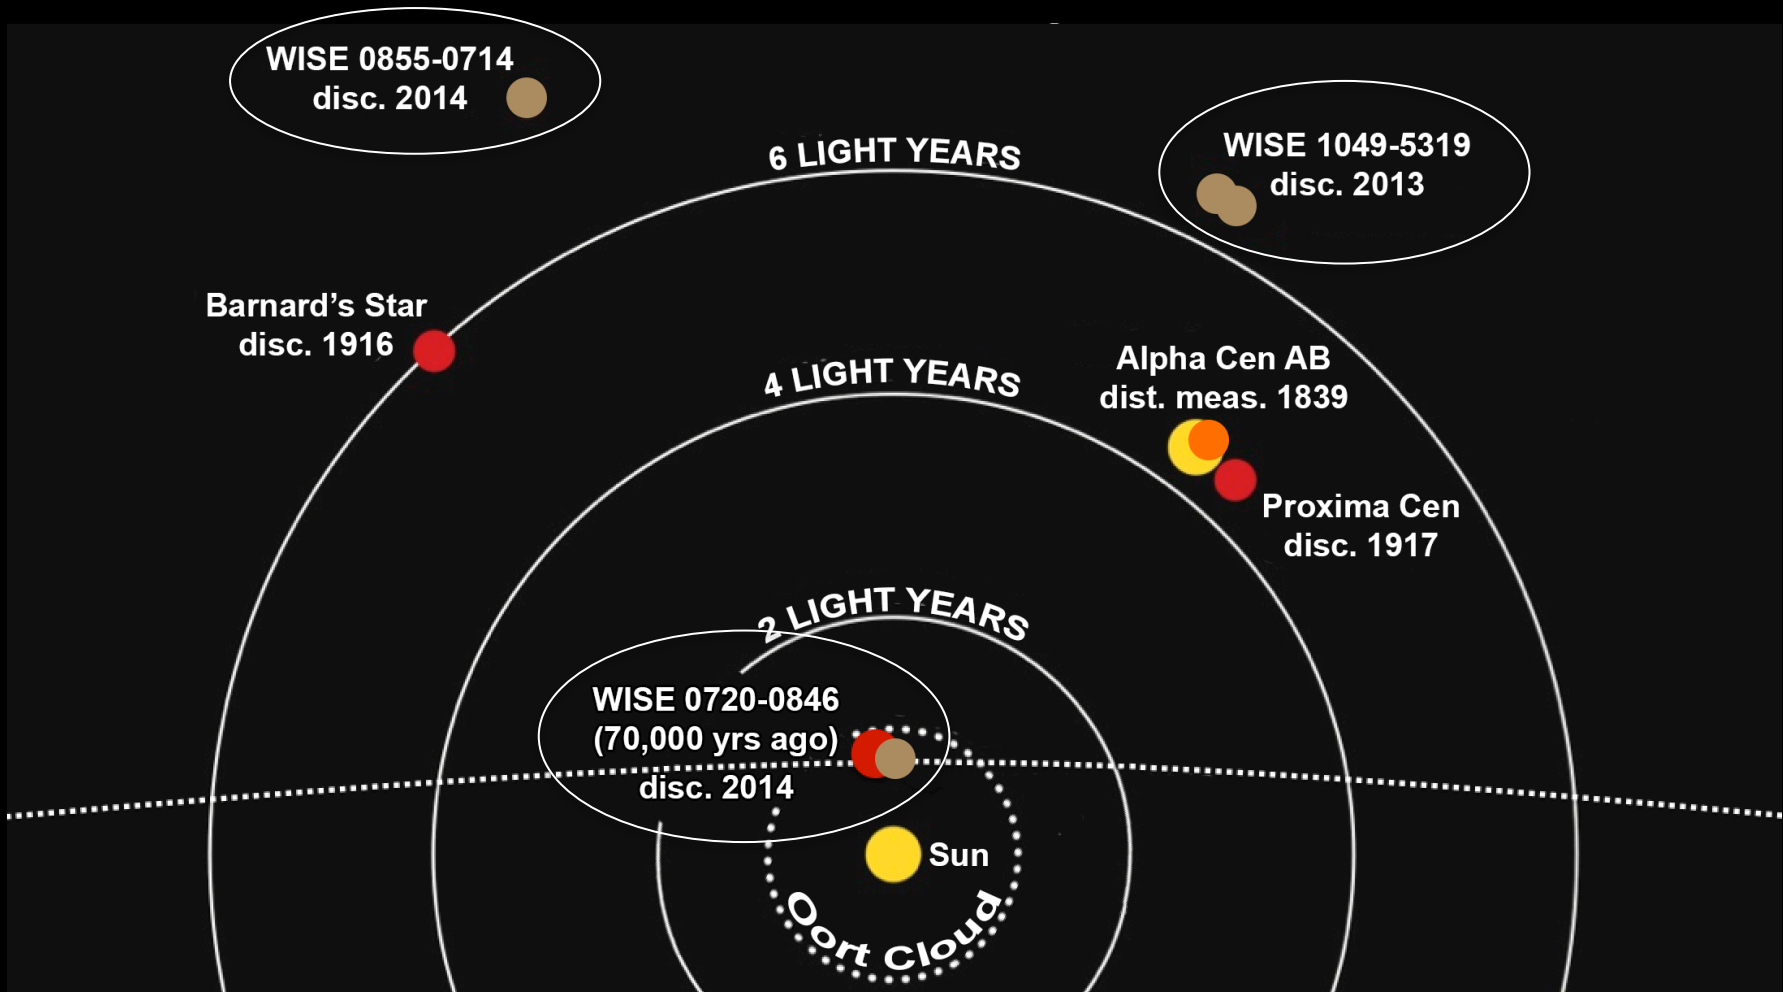 WISE 0855-0714
disc. 2014
WISE 1049-5319
disc. 2013
6 LIGHT YEARS
Barnard’s Star
disc. 1916
4 LIGHT YEARS
Alpha Cen AB
dist. meas. 1839
Proxima Cen
disc. 1917
2 LIGHT YEARS
WISE 0720-0846
(70,000 yrs ago)
disc. 2014
Sun
Oort Cloud